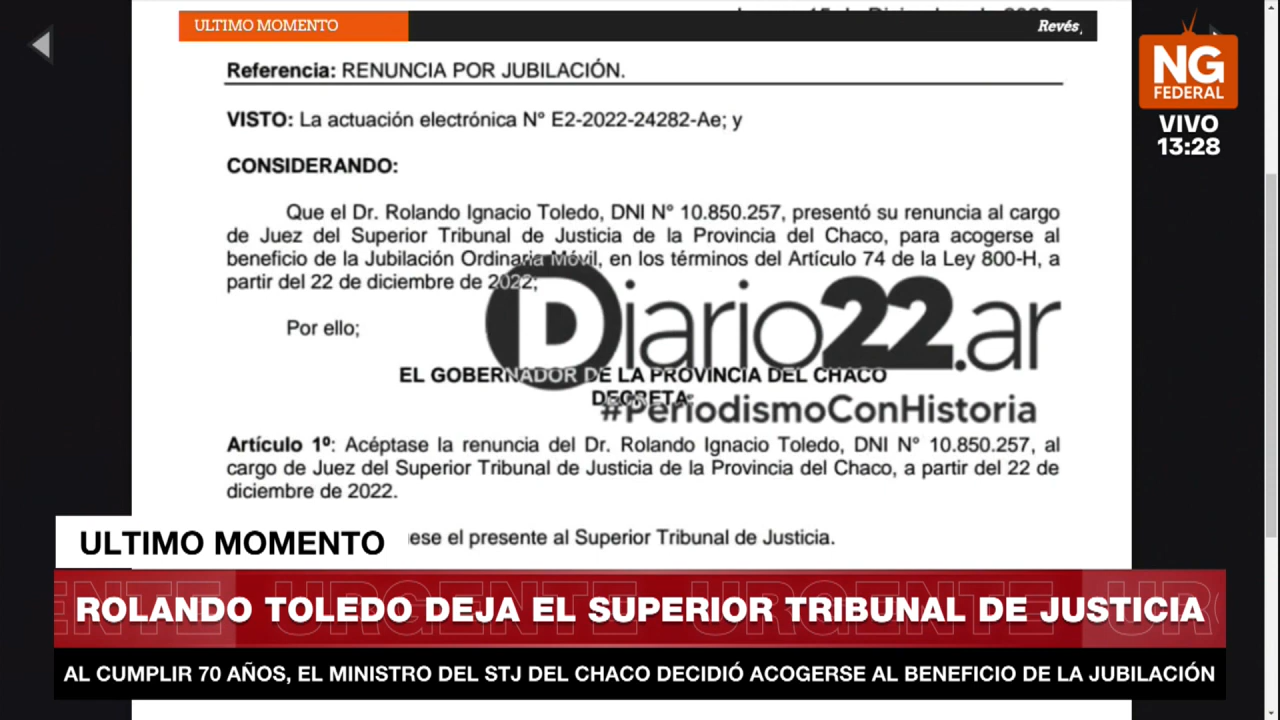 ULTIMO MOMENTO
Revés
NG
FEDERAL
VIVO
13:28
Referencia: RENUNCIA POR JUBILACIÓN.
VISTO: La actuación electrónica N° E2-2022-24282-Ae; y
CONSIDERANDO:
Que el Dr. Rolando Ignacio Toledo, DNI N° 10.850.257, presentó su renuncia al cargo
de Juez del Superior Tribunal de Justicia de la Provincia del Chaco, para acogerse al
beneficio de la Jubilación Ordinaria Móvil, en los términos del Artículo 74 de la Ley 800-H, a
partir del 22 de diciembre de 2022;
Por ello;
Diario22.ar
EL GOBERNADOR DE LA PROVINCIA DEL CHACO
DECRETA:
#PeriodismoConHistoria
Artículo 1º: Acéptase la renuncia del Dr. Rolando Ignacio Toledo, DNI N° 10.850.257, al
cargo de Juez del Superior Tribunal de Justicia de la Provincia del Chaco, a partir del 22 de
diciembre de 2022.
ese el presente al Superior Tribunal de Justicia.
ULTIMO MOMENTO
ROLANDO TOLEDO DEJA EL SUPERIOR TRIBUNAL DE JUSTICIA
AL CUMPLIR 70 AÑOS, EL MINISTRO DEL STJ DEL CHACO DECIDIÓ ACOGERSE AL BENEFICIO DE LA JUBILACIÓN